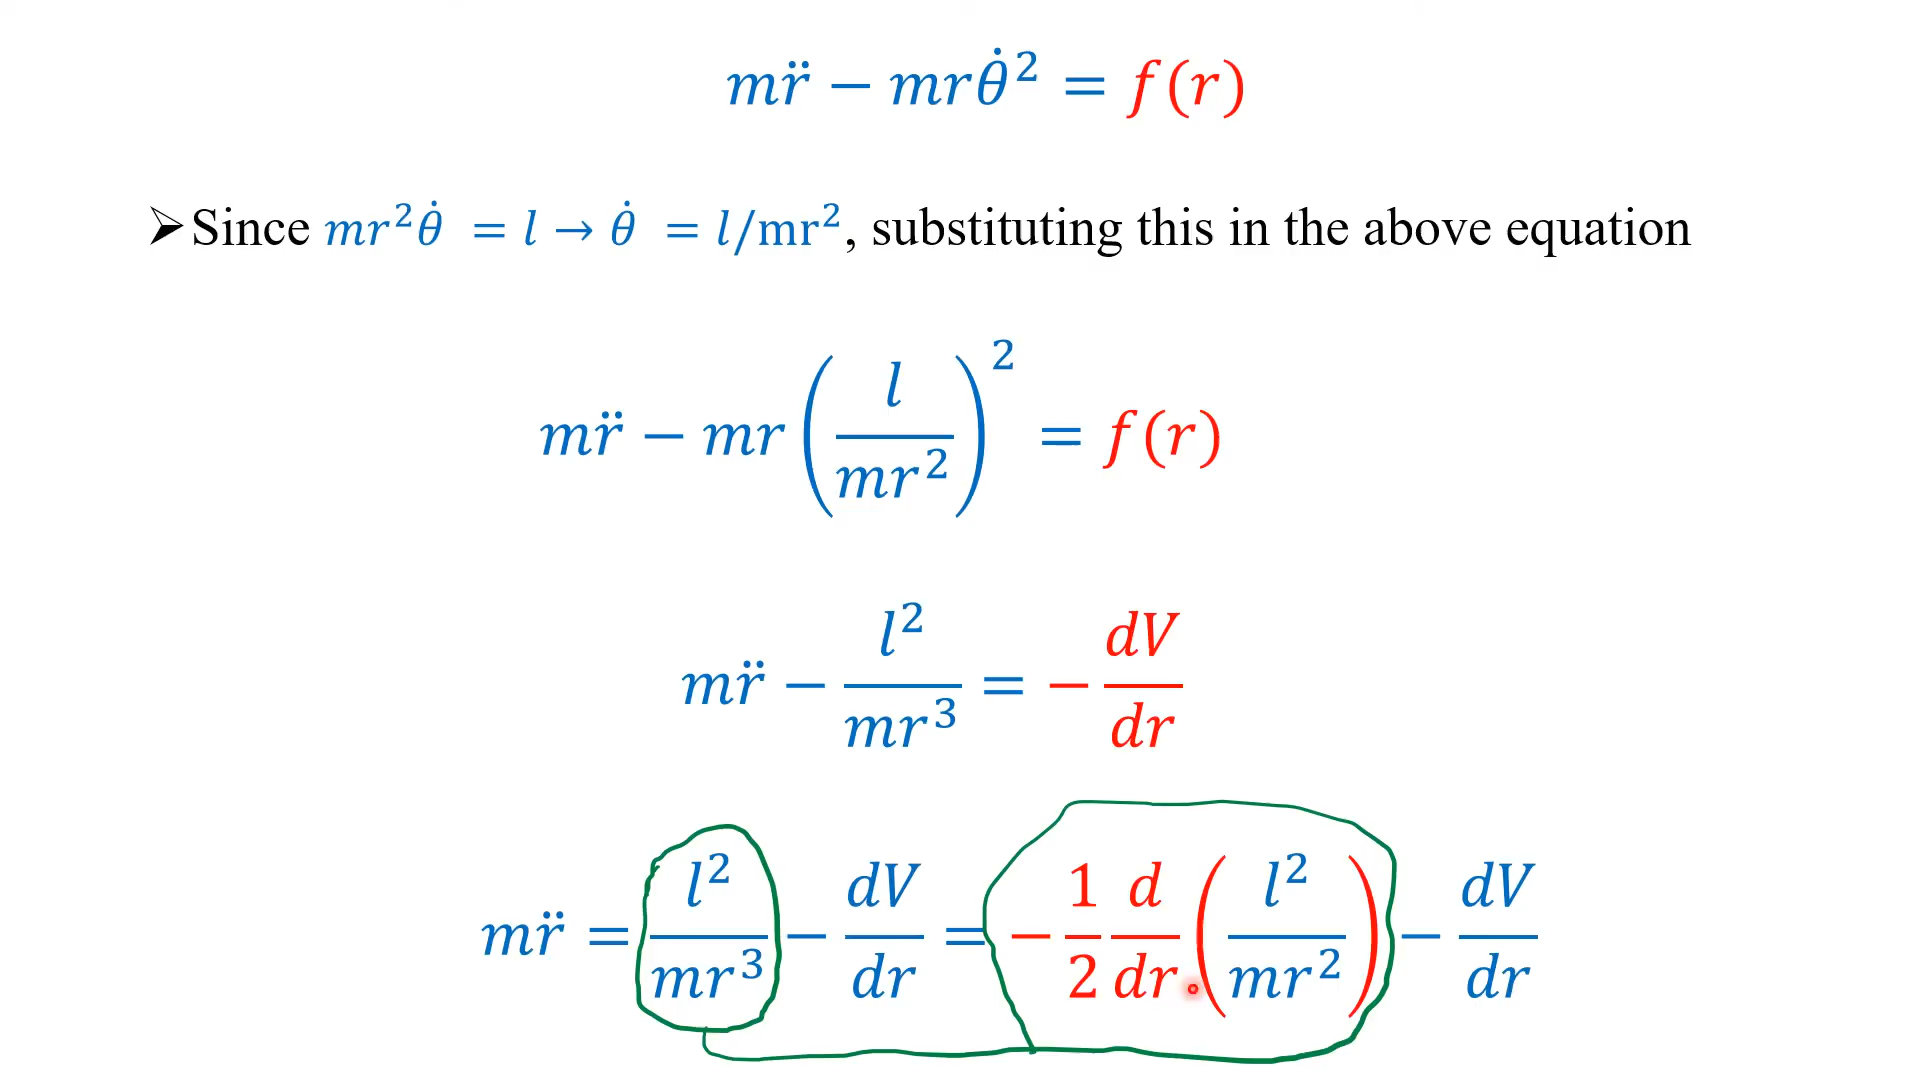 mr̈ − mrθ̇² = f(r)
➢Since mr²θ̇ = l → θ̇ = l/mr², substituting this in the above equation
mr̈ − mr(l/mr²)² = f(r)
mr̈ − l²/mr³ = − dV/dr
mr̈ = l²/mr³ − dV/dr = − 1/2 d/dr (l²/mr²) − dV/dr